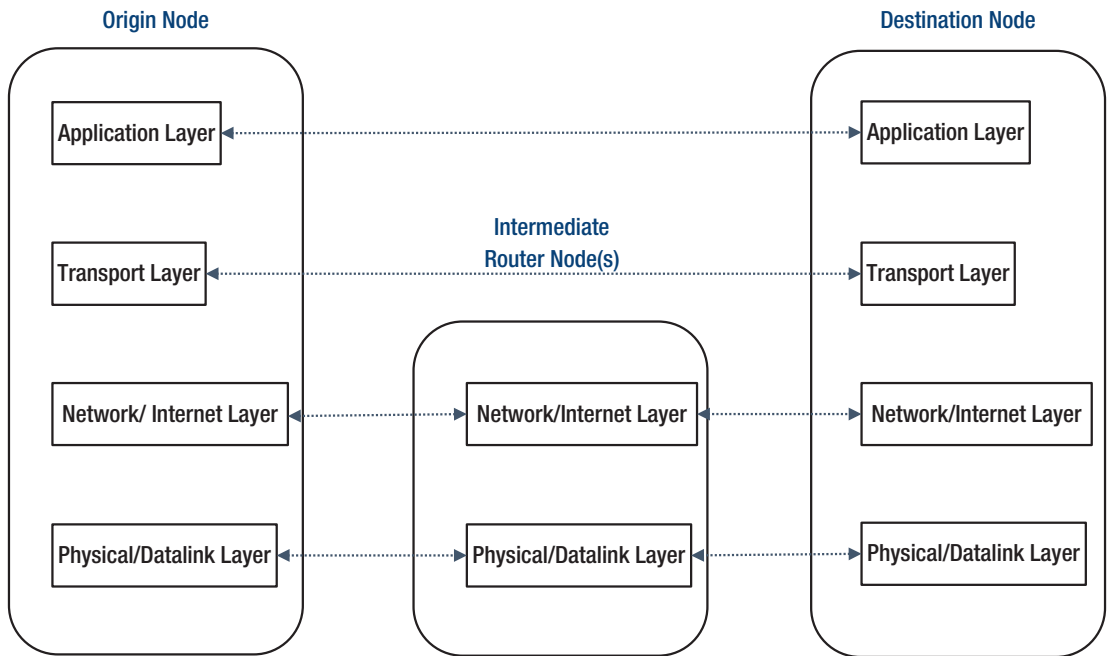 Origin Node
Destination Node
Application Layer
Application Layer
Intermediate
Router Node(s)
Transport Layer
Transport Layer
Network/ Internet Layer
Network/Internet Layer
Network/Internet Layer
Physical/Datalink Layer
Physical/Datalink Layer
Physical/Datalink Layer